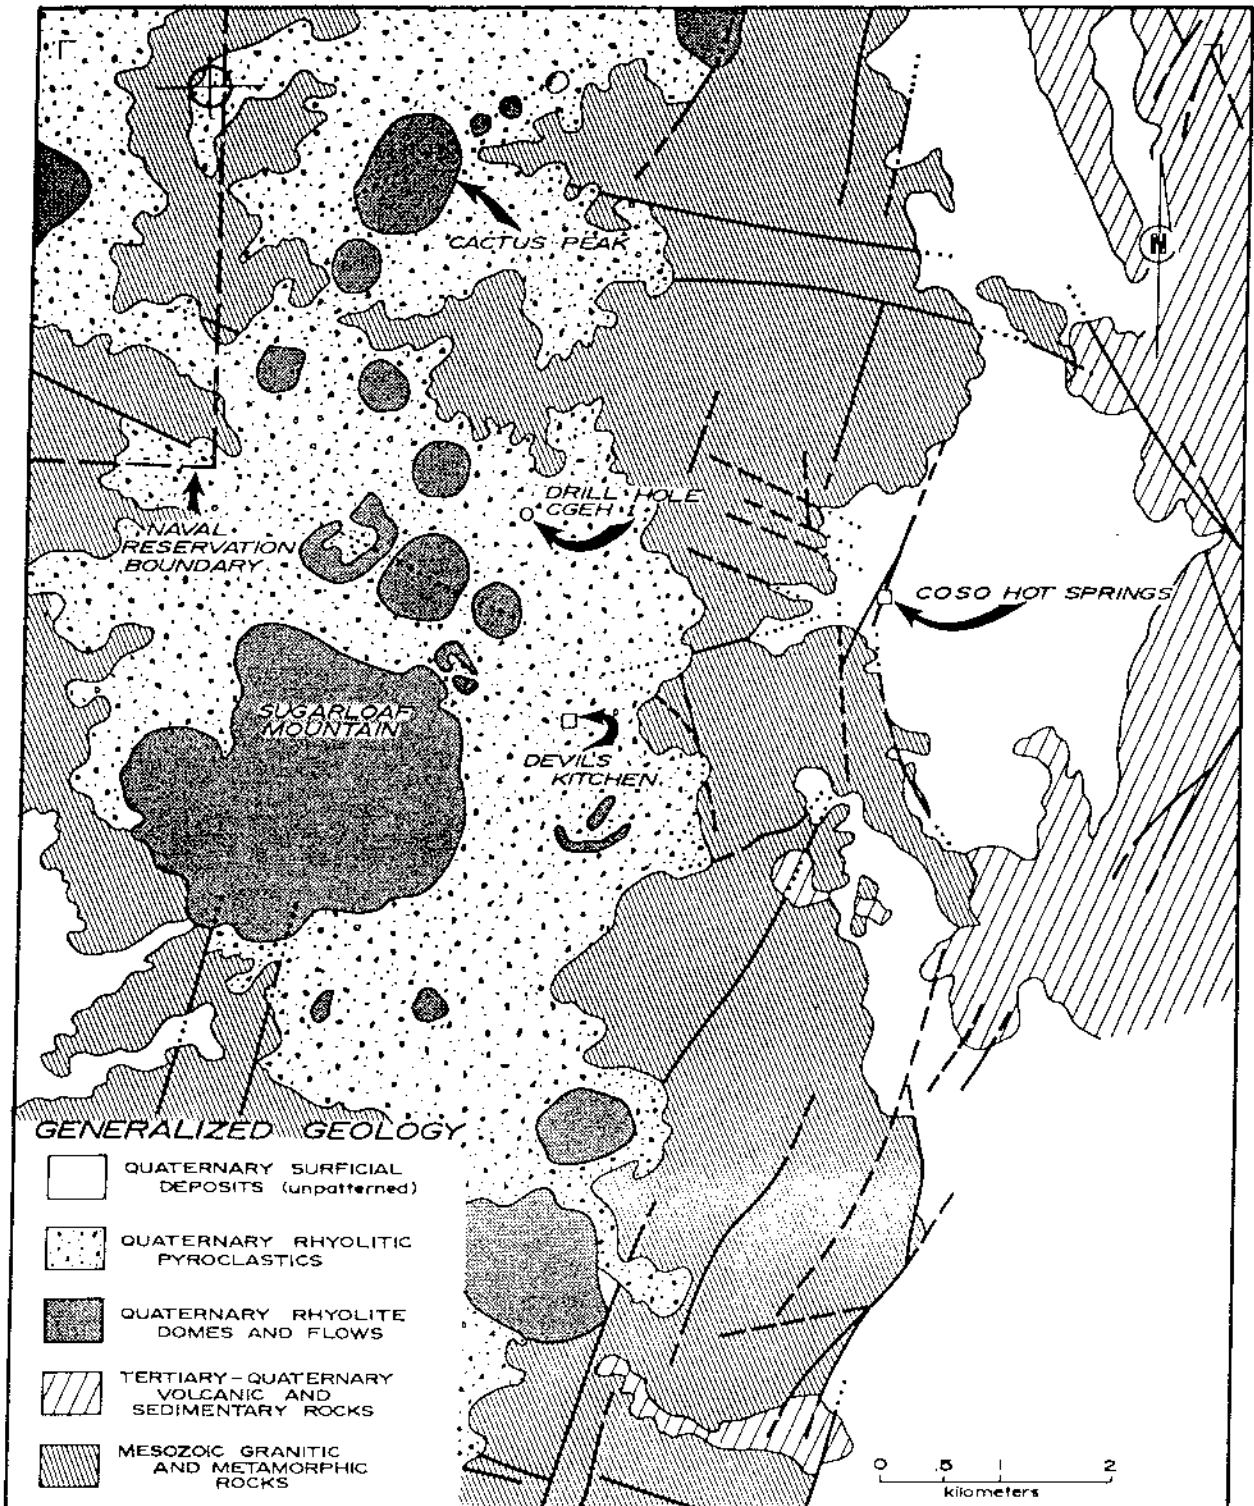 N
CACTUS PEAK
DRILL HOLE
CGEH 1
NAVAL
RESERVATION
BOUNDARY
COSO HOT SPRINGS
SUGARLOAF
MOUNTAIN
DEVILS
KITCHEN
GENERALIZED GEOLOGY
QUATERNARY SURFICIAL
DEPOSITS (unpatterned)
QUATERNARY RHYOLITIC
PYROCLASTICS
QUATERNARY RHYOLITE
DOMES AND FLOWS
TERTIARY-QUATERNARY
VOLCANIC AND
SEDIMENTARY ROCKS
MESOZOIC GRANITIC
AND METAMORPHIC
ROCKS
0 .5 1 2
kilometers